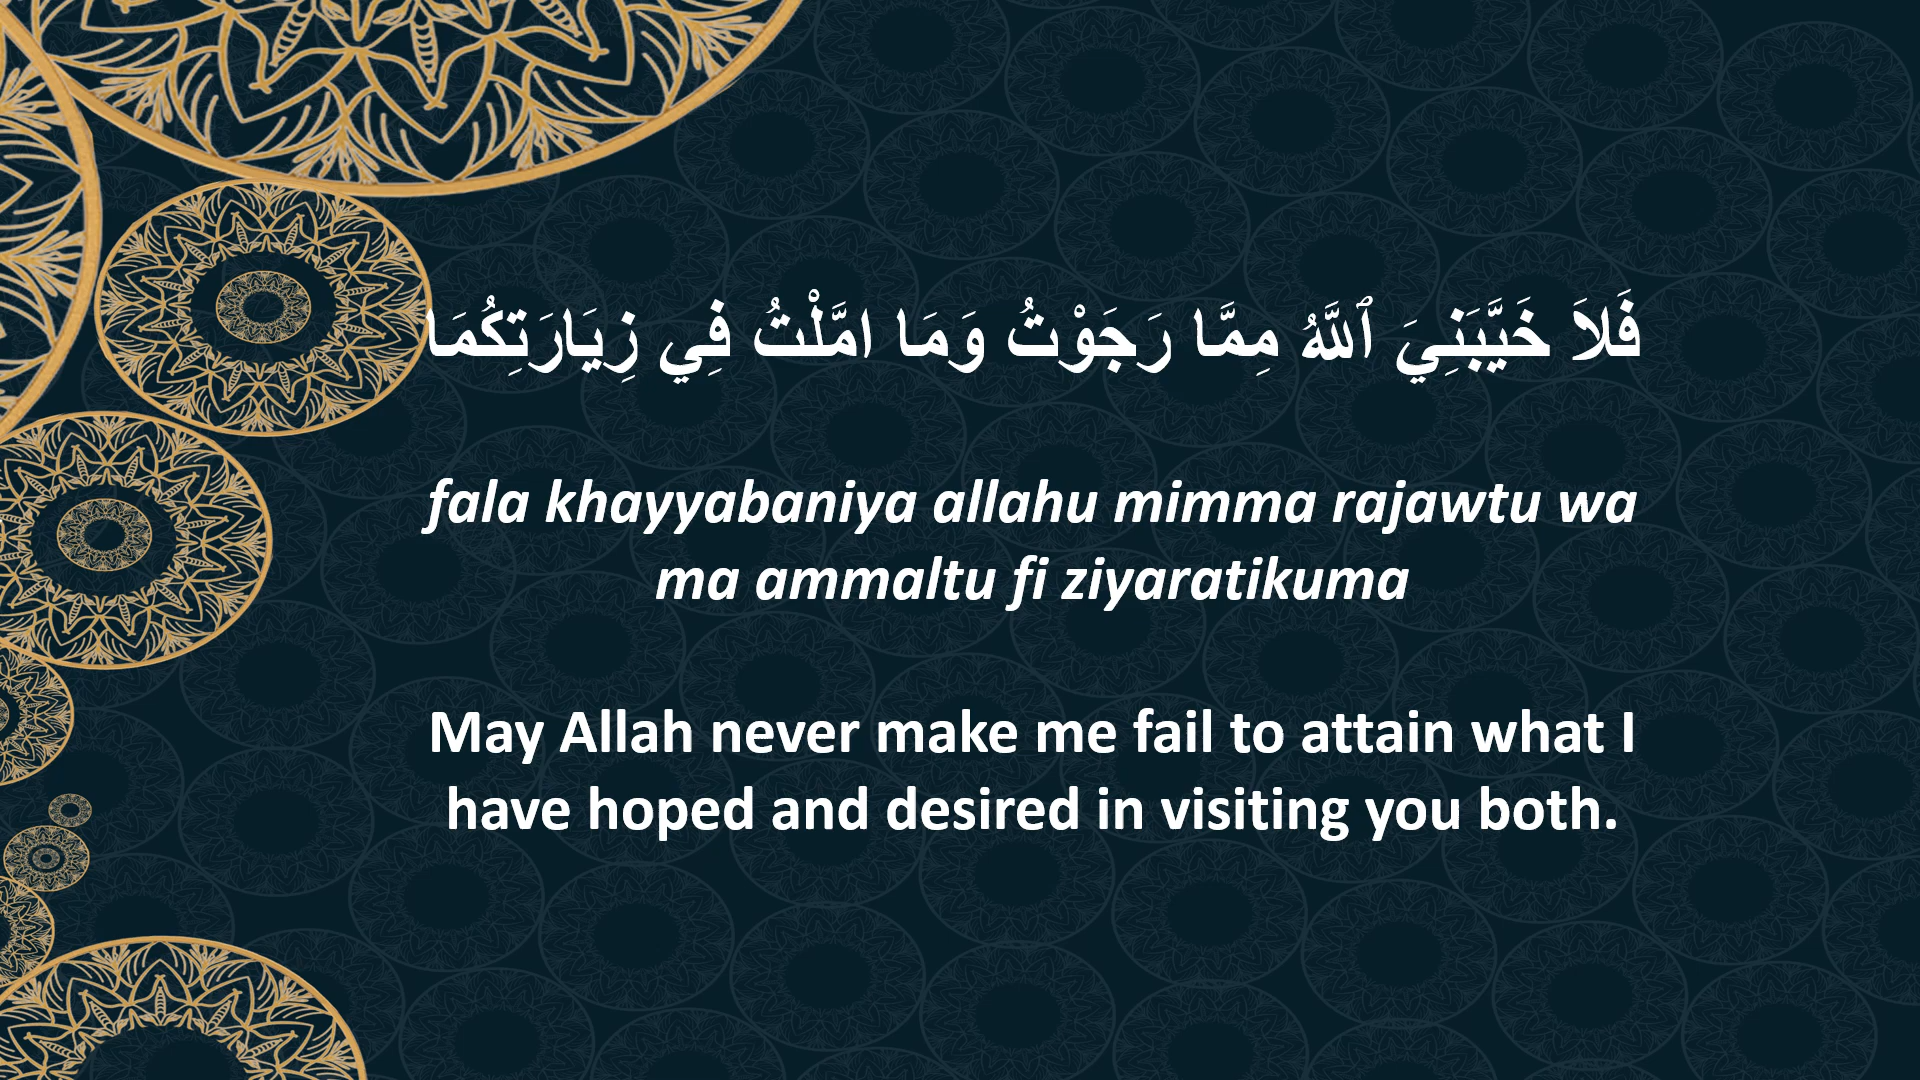 فَلاَ خَيَّبَنِيَ ٱللَّهُ مِمَّا رَجَوْتُ وَمَا امَّلْتُ فِي زِيَارَتِكُمَا
fala khayyabaniya allahu mimma rajawtu wa
ma ammaltu fi ziyaratikuma
May Allah never make me fail to attain what I
have hoped and desired in visiting you both.